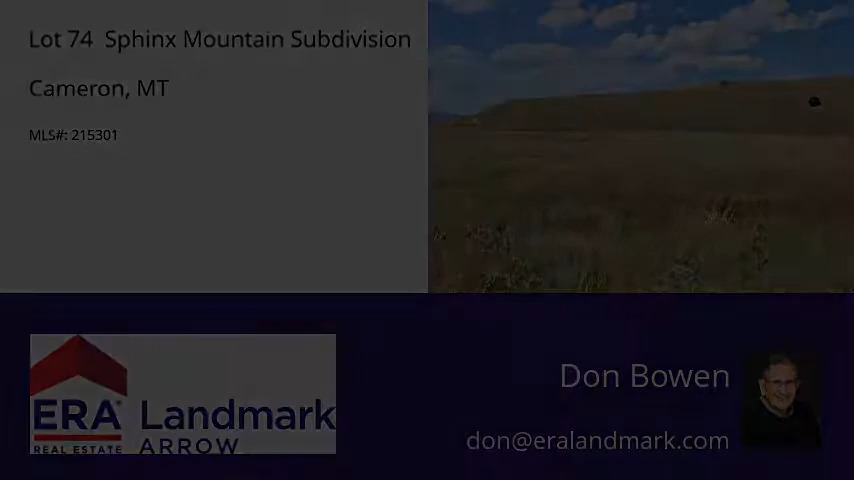 Lot 74  Sphinx Mountain Subdivision
Cameron, MT
MLS#: 215301
ERA Landmark
REAL ESTATE ARROW
Don Bowen
don@eralandmark.com